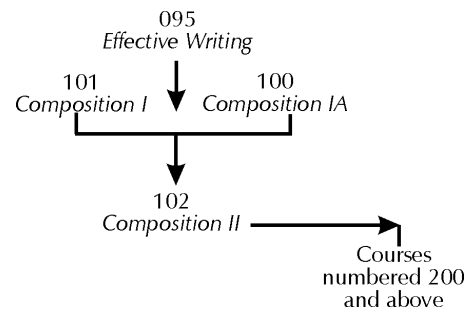 095
Effective Writing
101
Composition I
100
Composition IA
102
Composition II
Courses
numbered 200
and above